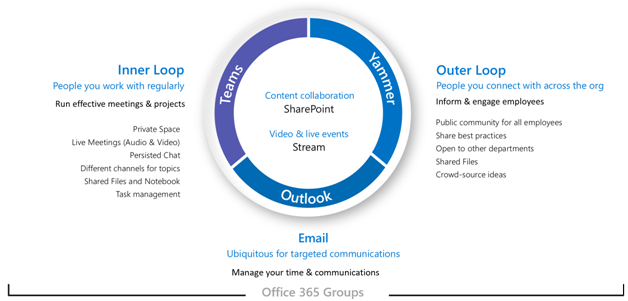 Inner Loop
People you work with regularly
Run effective meetings & projects
Private Space
Live Meetings (Audio & Video)
Persisted Chat
Different channels for topics
Shared Files and Notebook
Task management
Teams
Yammer
Outlook
Content collaboration
SharePoint
Video & live events
Stream
Outer Loop
People you connect with across the org
Inform & engage employees
Public community for all employees
Share best practices
Open to other departments
Shared Files
Crowd-source ideas
Email
Ubiquitous for targeted communications
Manage your time & communications
Office 365 Groups